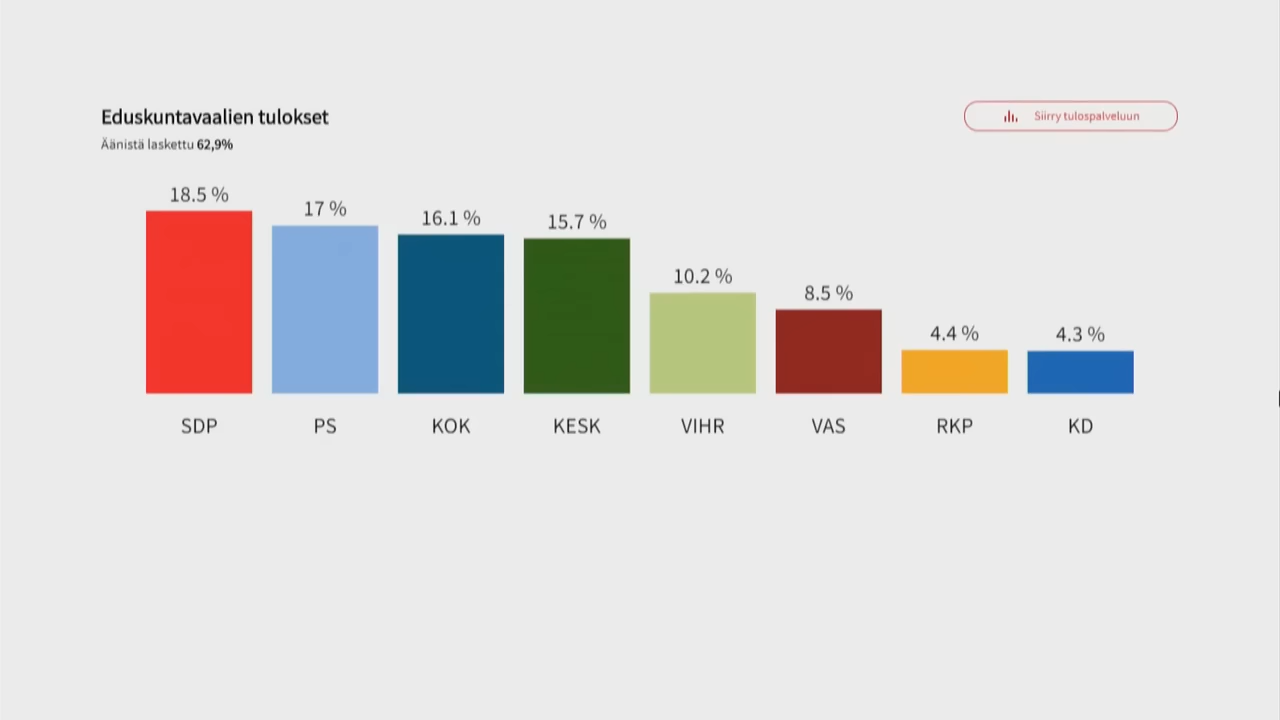 Eduskuntavaalien tulokset
Siirry tulospalveluun
Äänistä laskettu 62,9%
18.5 %
17 %
16.1 %
15.7 %
10.2 %
8.5 %
4.4 %
4.3 %
SDP
PS
KOK
KESK
VIHR
VAS
RKP
KD